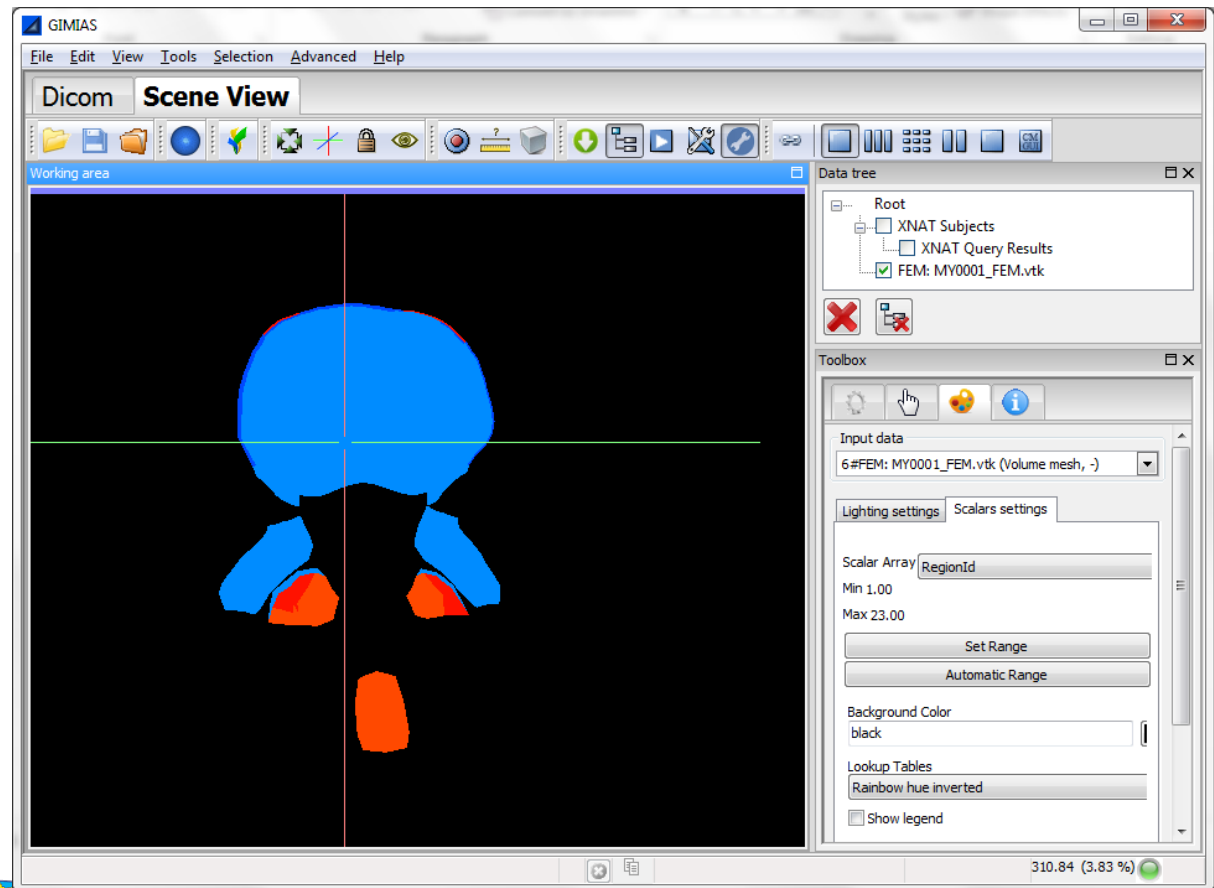 GIMIAS
File Edit View Tools Selection Advanced Help
Dicom Scene View
?
CM
GUI
Working area
Data tree
Root
XNAT Subjects
XNAT Query Results
FEM: MY0001_FEM.vtk
Toolbox
Input data
6#FEM: MY0001_FEM.vtk (Volume mesh, -)
Lighting settings Scalars settings
Scalar Array RegionId
Min 1.00
Max 23.00
Set Range
Automatic Range
Background Color
black
Lookup Tables
Rainbow hue inverted
Show legend
310.84 (3.83 %)